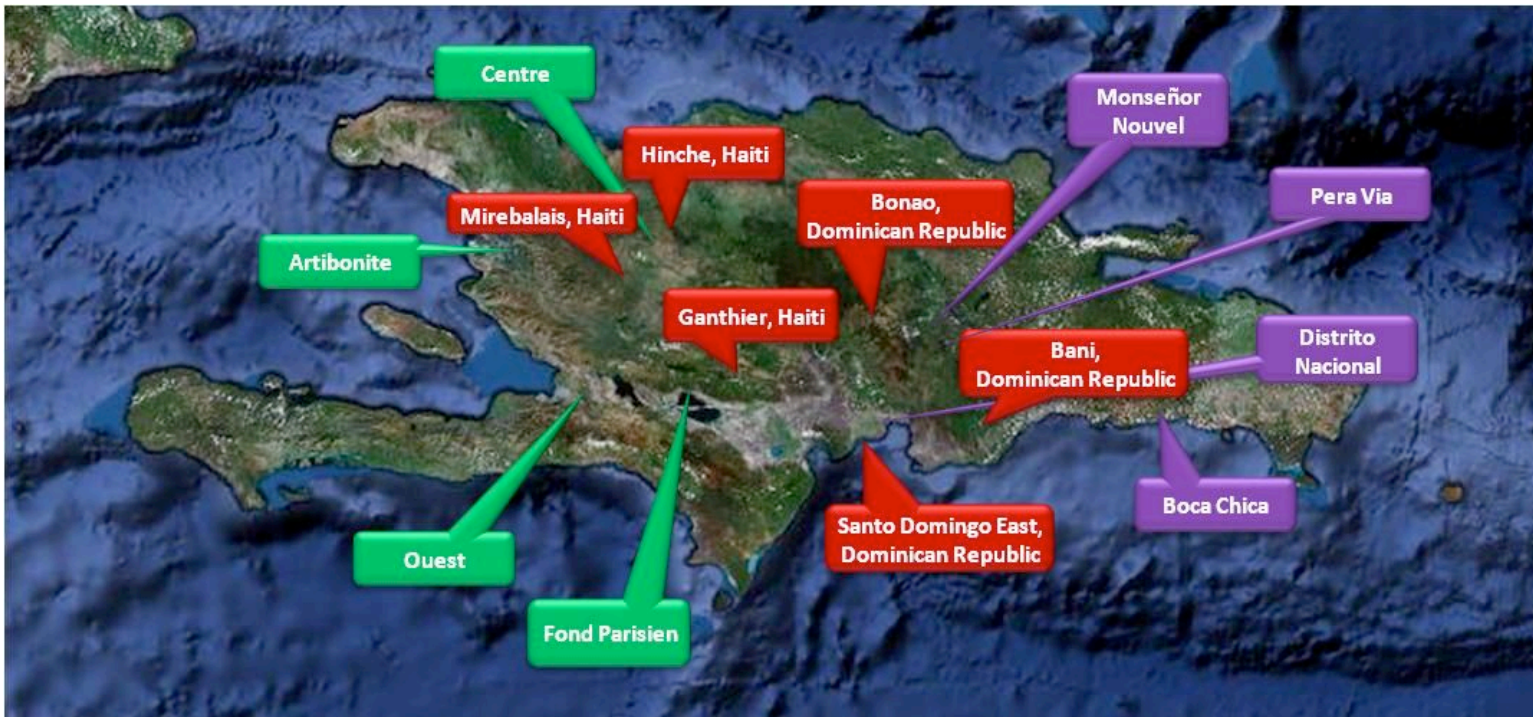 Centre
Monseñor
Nouvel
Hinche, Haiti
Pera Via
Bonao,
Dominican Republic
Mirebalais, Haiti
Artibonite
Ganthier, Haiti
Distrito
Nacional
Bani,
Dominican Republic
Boca Chica
Santo Domingo East,
Dominican Republic
Ouest
Fond Parisien